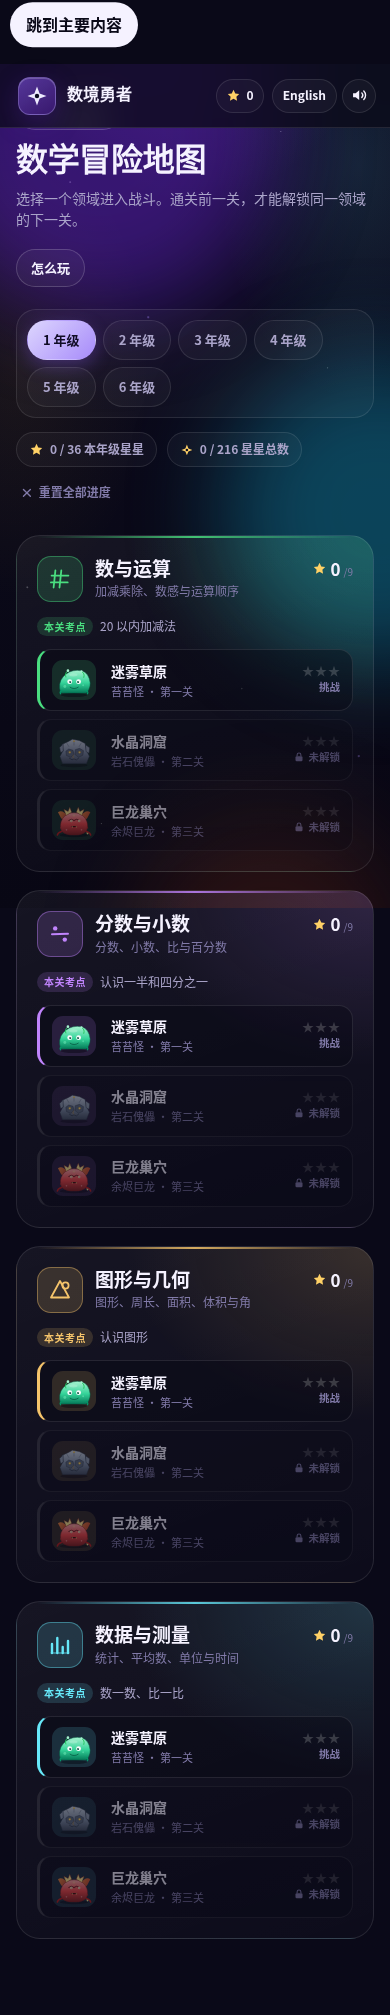 跳到主要内容
数境勇者
0
English
数学冒险地图
选择一个领域进入战斗。通关前一关，才能解锁同一领域
的下一关。
怎么玩
1 年级 2 年级 3 年级 4 年级
5 年级 6 年级
0 / 36 本年级星星 0 / 216 星星总数
重置全部进度
数与运算
0 /9
加减乘除、数感与运算顺序
本关考点 20 以内加减法
迷雾草原
苔苔怪 · 第一关
挑战
水晶洞窟
岩石傀儡 · 第二关
未解锁
巨龙巢穴
余烬巨龙 · 第三关
未解锁
分数与小数
0 /9
分数、小数、比与百分数
本关考点 认识一半和四分之一
迷雾草原
苔苔怪 · 第一关
挑战
水晶洞窟
岩石傀儡 · 第二关
未解锁
巨龙巢穴
余烬巨龙 · 第三关
未解锁
图形与几何
0 /9
图形、周长、面积、体积与角
本关考点 认识图形
迷雾草原
苔苔怪 · 第一关
挑战
水晶洞窟
岩石傀儡 · 第二关
未解锁
巨龙巢穴
余烬巨龙 · 第三关
未解锁
数据与测量
0 /9
统计、平均数、单位与时间
本关考点 数一数、比一比
迷雾草原
苔苔怪 · 第一关
挑战
水晶洞窟
岩石傀儡 · 第二关
未解锁
巨龙巢穴
余烬巨龙 · 第三关
未解锁